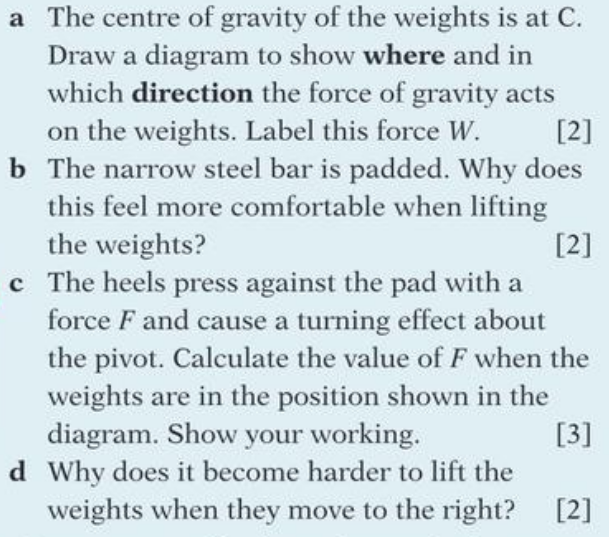 a The centre of gravity of the weights is at C.
Draw a diagram to show where and in
which direction the force of gravity acts
on the weights. Label this force W. [2]
b The narrow steel bar is padded. Why does
this feel more comfortable when lifting
the weights? [2]
c The heels press against the pad with a
force F and cause a turning effect about
the pivot. Calculate the value of F when the
weights are in the position shown in the
diagram. Show your working. [3]
d Why does it become harder to lift the
weights when they move to the right? [2]